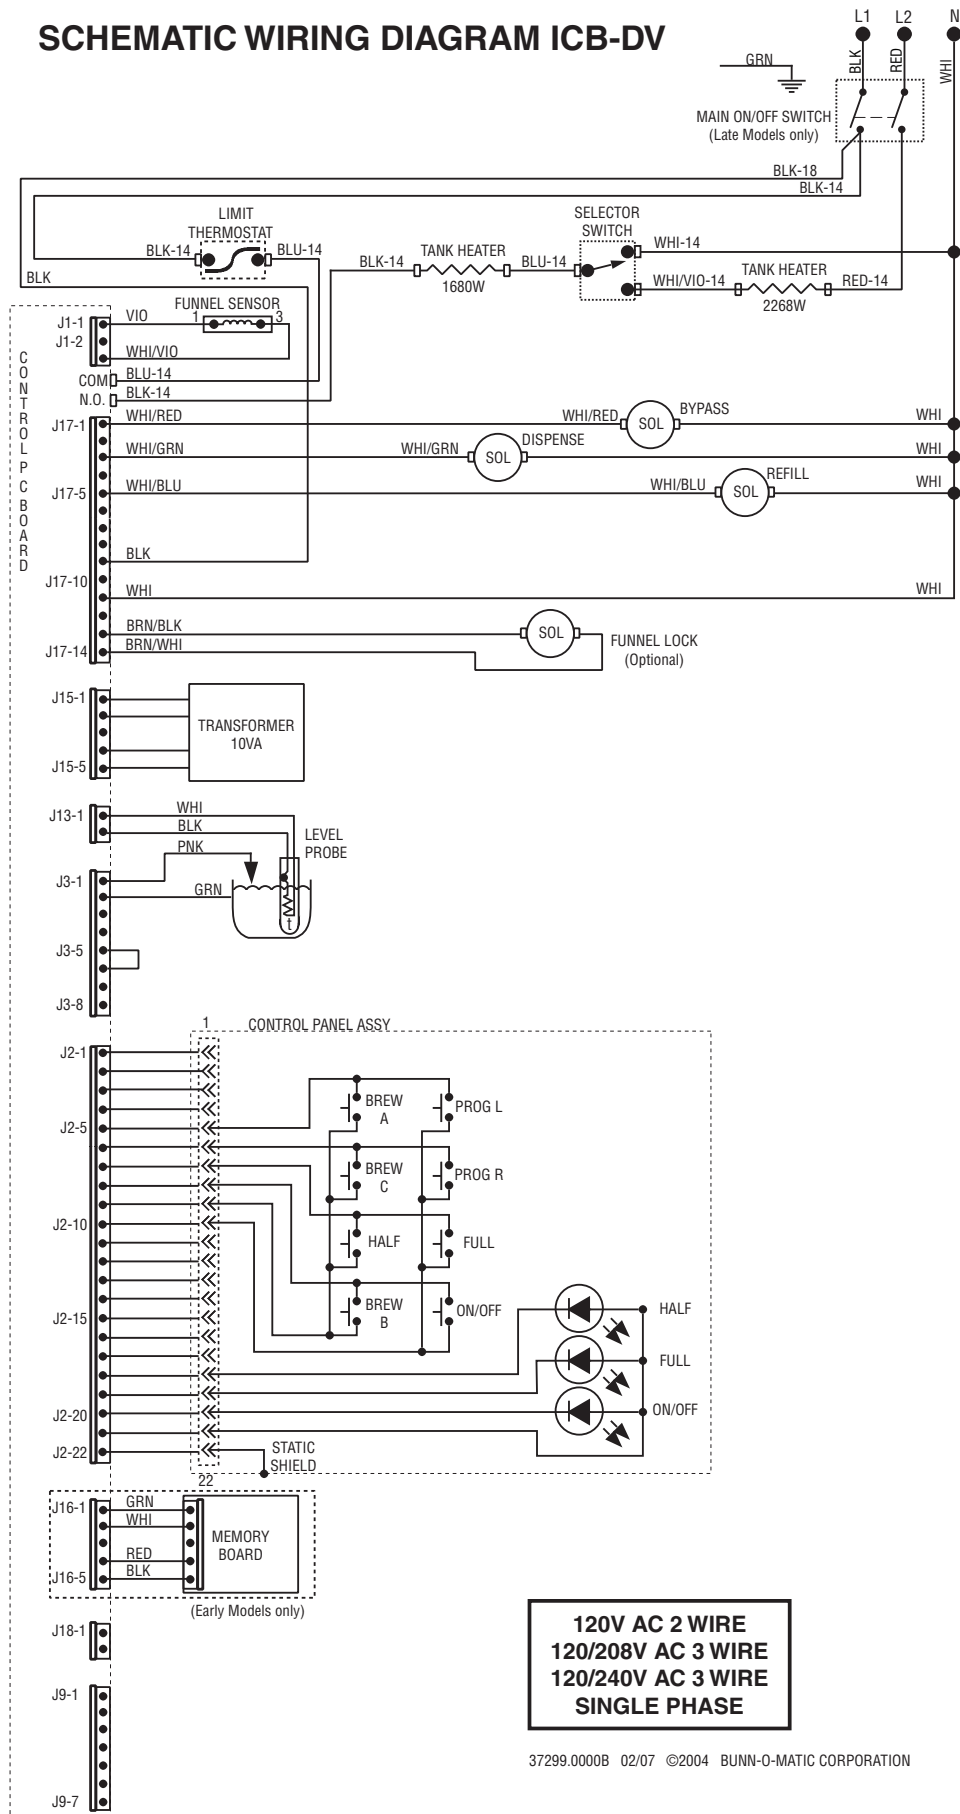 SCHEMATIC WIRING DIAGRAM ICB-DV
L1
L2
N
GRN
BLK
RED
WHI
MAIN ON/OFF SWITCH
(Late Models only)
BLK-18
BLK-14
LIMIT
THERMOSTAT
BLK-14
BLU-14
BLK
SELECTOR
SWITCH
BLK-14
TANK HEATER
1680W
BLU-14
WHI-14
WHI/VIO-14
TANK HEATER
2268W
RED-14
CONTROL PC BOARD
FUNNEL SENSOR
J1-1
VIO
1
3
J1-2
WHI/VIO
COM
BLU-14
N.O.
BLK-14
J17-1
WHI/RED
WHI/RED
SOL
BYPASS
WHI
WHI/GRN
WHI/GRN
SOL
DISPENSE
WHI
J17-5
WHI/BLU
WHI/BLU
SOL
REFILL
WHI
BLK
J17-10
WHI
WHI
BRN/BLK
SOL
FUNNEL LOCK
(Optional)
J17-14
BRN/WHI
J15-1
TRANSFORMER
10VA
J15-5
J13-1
WHI
BLK
LEVEL
PROBE
PNK
J3-1
GRN
t
J3-5
J3-8
1
CONTROL PANEL ASSY
J2-1
BREW
A
PROG L
J2-5
BREW
C
PROG R
J2-10
HALF
FULL
BREW
B
ON/OFF
J2-15
HALF
FULL
ON/OFF
J2-20
J2-22
STATIC
SHIELD
22
J16-1
GRN
WHI
MEMORY
BOARD
RED
J16-5
BLK
(Early Models only)
J18-1
J9-1
J9-7
120V AC 2 WIRE
120/208V AC 3 WIRE
120/240V AC 3 WIRE
SINGLE PHASE
37299.0000B 02/07 ©2004 BUNN-O-MATIC CORPORATION